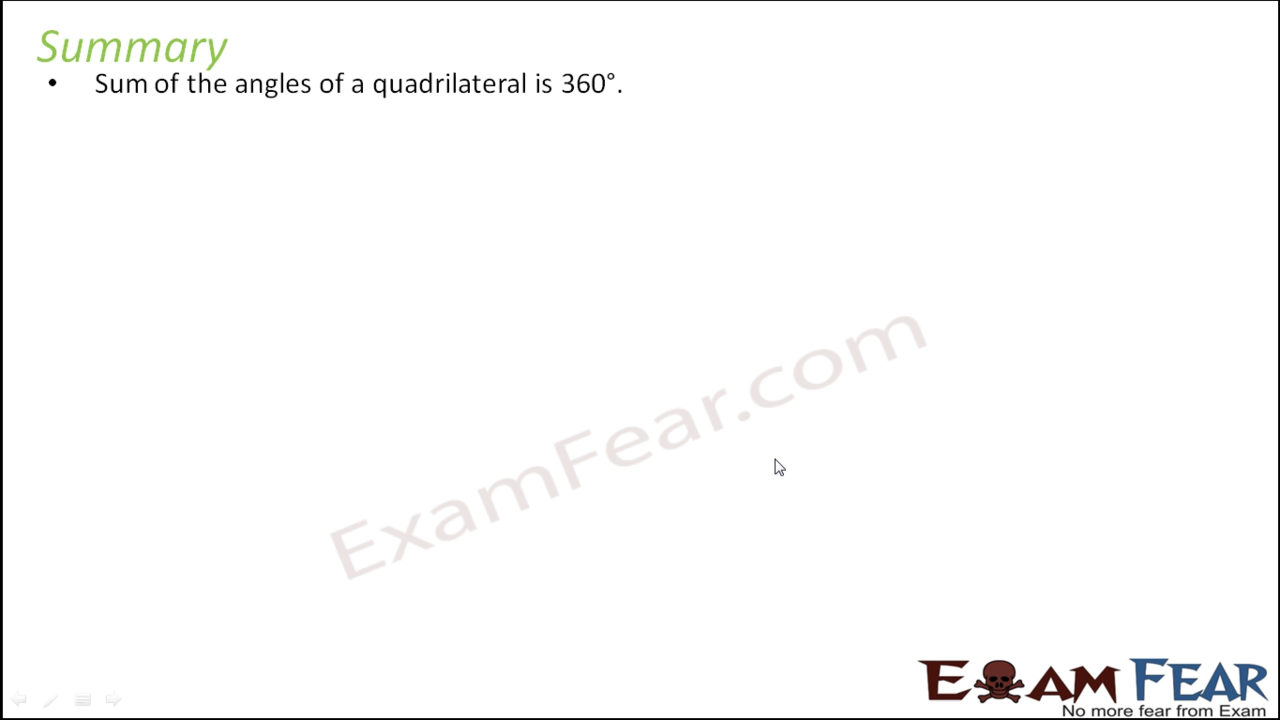 Summary
• Sum of the angles of a quadrilateral is 360°.
ExamFear.com
EXAM FEAR
No more fear from Exam